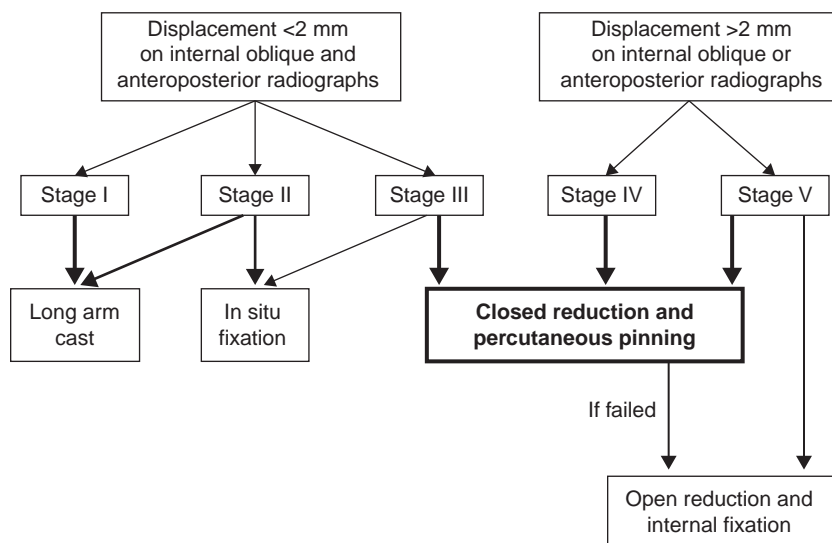 Displacement <2 mm
on internal oblique and
anteroposterior radiographs
Displacement >2 mm
on internal oblique or
anteroposterior radiographs
Stage I
Stage II
Stage III
Stage IV
Stage V
Long arm
cast
In situ
fixation
Closed reduction and
percutaneous pinning
If failed
Open reduction and
internal fixation